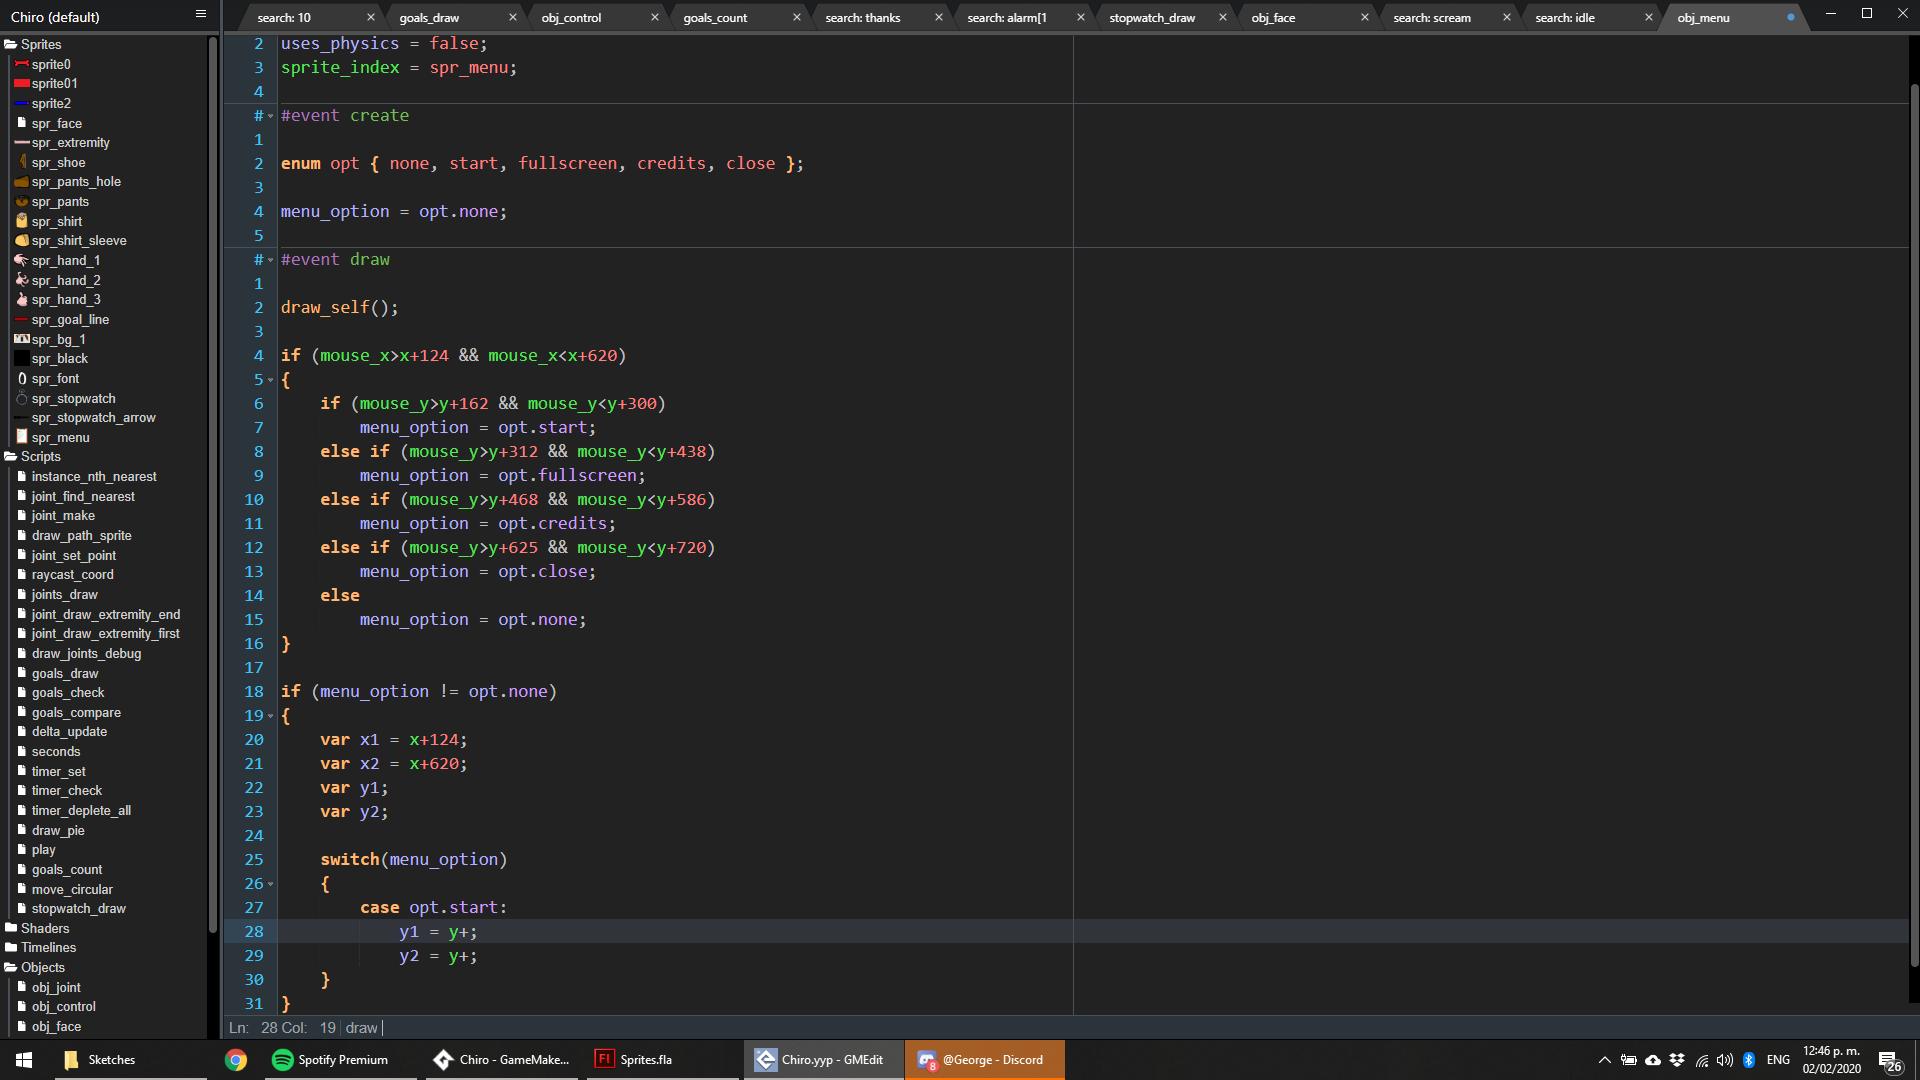 Chiro (default)
search: 10
goals_draw
obj_control
goals_count
search: thanks
search: alarm[1
stopwatch_draw
obj_face
search: scream
search: idle
obj_menu
Sprites
sprite0
sprite01
sprite2
spr_face
spr_extremity
spr_shoe
spr_pants_hole
spr_pants
spr_shirt
spr_shirt_sleeve
spr_hand_1
spr_hand_2
spr_hand_3
spr_goal_line
spr_bg_1
spr_black
spr_font
spr_stopwatch
spr_stopwatch_arrow
spr_menu
Scripts
instance_nth_nearest
joint_find_nearest
joint_make
draw_path_sprite
joint_set_point
raycast_coord
joints_draw
joint_draw_extremity_end
joint_draw_extremity_first
draw_joints_debug
goals_draw
goals_check
goals_compare
delta_update
seconds
timer_set
timer_check
timer_deplete_all
draw_pie
play
goals_count
move_circular
stopwatch_draw
Shaders
Timelines
Objects
obj_joint
obj_control
obj_face
2 uses_physics = false;
3 sprite_index = spr_menu;
4
# #event create
1
2 enum opt { none, start, fullscreen, credits, close };
3
4 menu_option = opt.none;
5
# #event draw
1
2 draw_self();
3
4 if (mouse_x>x+124 && mouse_x<x+620)
5 {
6 if (mouse_y>y+162 && mouse_y<y+300)
7 menu_option = opt.start;
8 else if (mouse_y>y+312 && mouse_y<y+438)
9 menu_option = opt.fullscreen;
10 else if (mouse_y>y+468 && mouse_y<y+586)
11 menu_option = opt.credits;
12 else if (mouse_y>y+625 && mouse_y<y+720)
13 menu_option = opt.close;
14 else
15 menu_option = opt.none;
16 }
17
18 if (menu_option != opt.none)
19 {
20 var x1 = x+124;
21 var x2 = x+620;
22 var y1;
23 var y2;
24
25 switch(menu_option)
26 {
27 case opt.start:
28 y1 = y+;
29 y2 = y+;
30 }
31 }
Ln: 28 Col: 19 draw
Sketches
Spotify Premium
Chiro - GameMake...
Fl
Sprites.fla
Chiro.yyp - GMEdit
8
@George - Discord
ENG
12:46 p. m.
02/02/2020
26